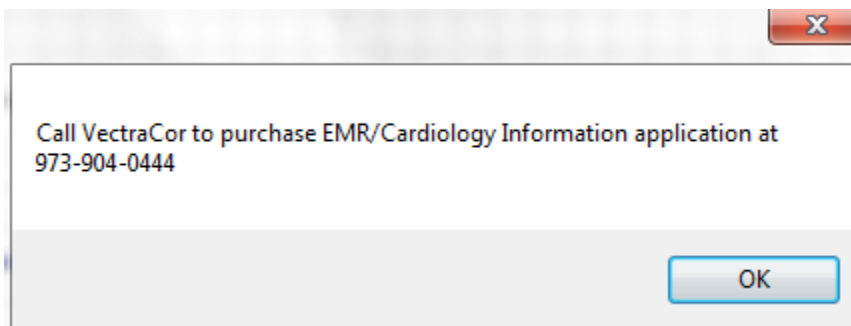 Call VectraCor to purchase EMR/Cardiology Information application at
973-904-0444
OK